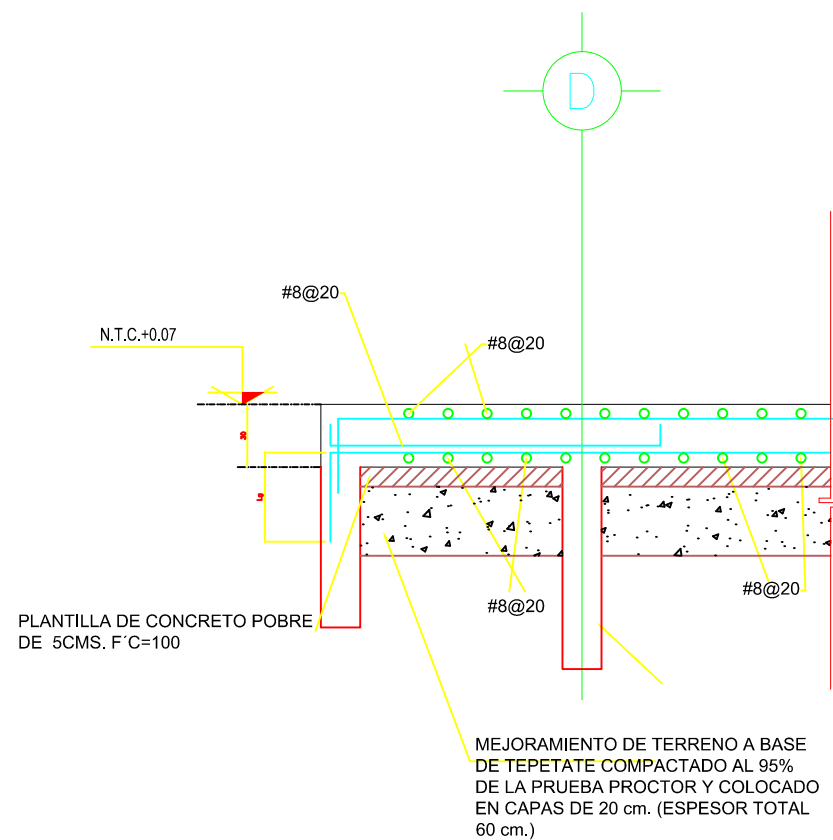 D
#8@20
N.T.C.+0.07
#8@20
30
Lg
#8@20
#8@20
PLANTILLA DE CONCRETO POBRE
DE 5CMS. F´C=100
MEJORAMIENTO DE TERRENO A BASE
DE TEPETATE COMPACTADO AL 95%
DE LA PRUEBA PROCTOR Y COLOCADO
EN CAPAS DE 20 cm. (ESPESOR TOTAL
60 cm.)